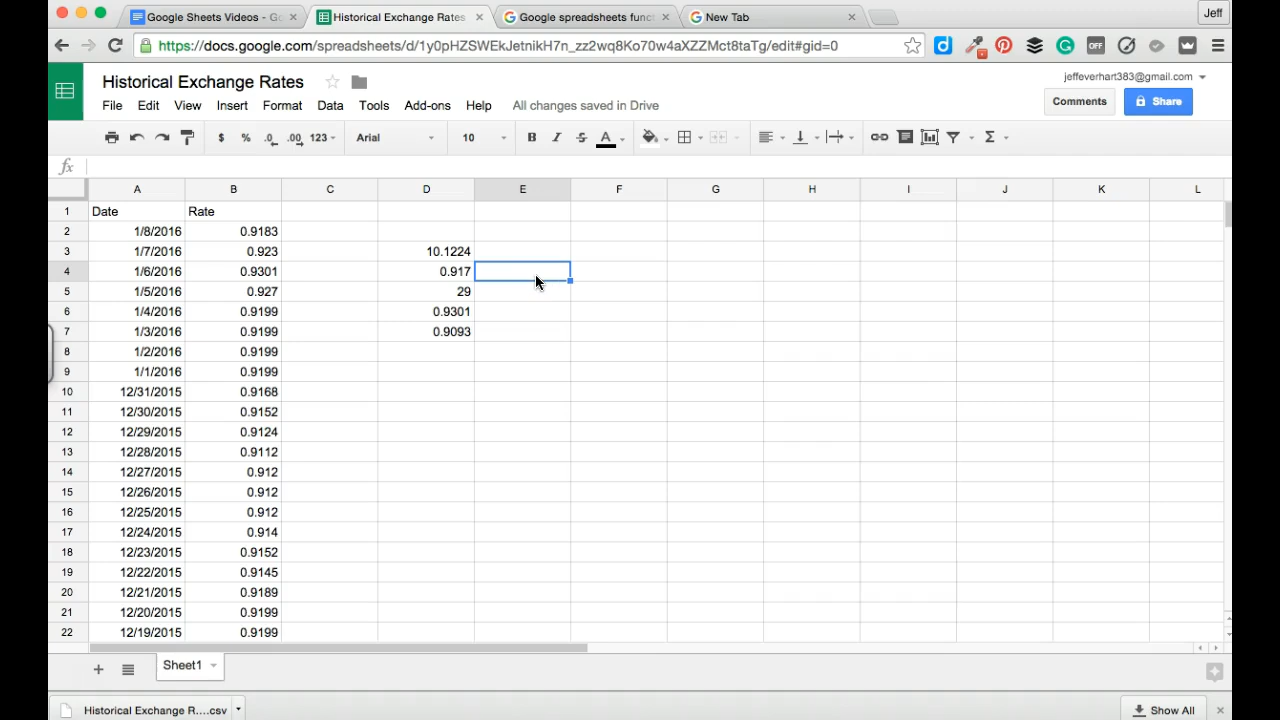 Google Sheets Videos - Go
Historical Exchange Rates
Google spreadsheets funct
New Tab
Jeff
https://docs.google.com/spreadsheets/d/1y0pHZSWEkJetnikH7n_zz2wq8Ko70w4aXZZMct8taTg/edit#gid=0
Historical Exchange Rates
jeffeverhart383@gmail.com
File Edit View Insert Format Data Tools Add-ons Help All changes saved in Drive
Comments Share
$ % .0 .00 123 Arial 10 B I S A
fx
A B C D E F G H I J K L
1 Date Rate
2 1/8/2016 0.9183
3 1/7/2016 0.923 10.1224
4 1/6/2016 0.9301 0.917
5 1/5/2016 0.927 29
6 1/4/2016 0.9199 0.9301
7 1/3/2016 0.9199 0.9093
8 1/2/2016 0.9199
9 1/1/2016 0.9199
10 12/31/2015 0.9168
11 12/30/2015 0.9152
12 12/29/2015 0.9124
13 12/28/2015 0.9112
14 12/27/2015 0.912
15 12/26/2015 0.912
16 12/25/2015 0.912
17 12/24/2015 0.914
18 12/23/2015 0.9152
19 12/22/2015 0.9145
20 12/21/2015 0.9189
21 12/20/2015 0.9199
22 12/19/2015 0.9199
Sheet1
Historical Exchange R....csv
Show All